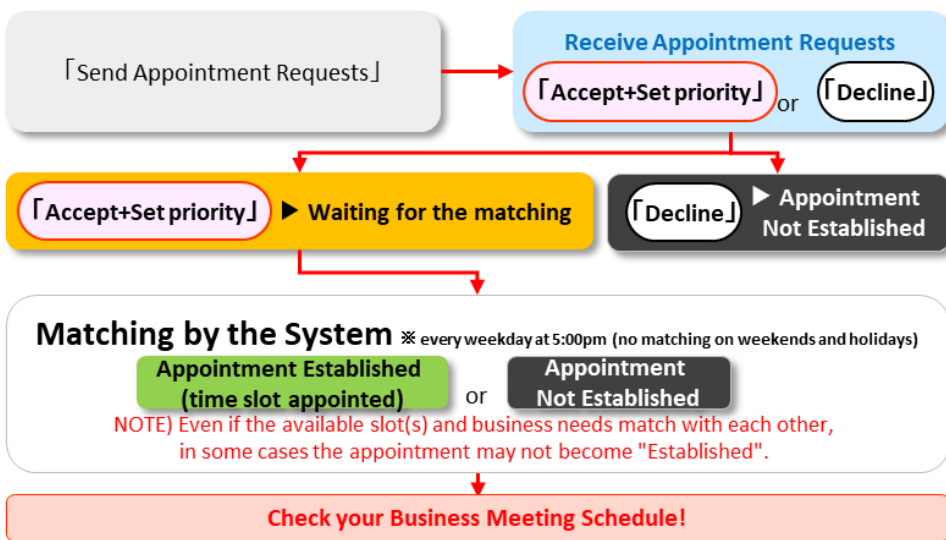 「Send Appointment Requests」
Receive Appointment Requests
「Accept+Set priority」 or 「Decline」
「Accept+Set priority」 ▶ Waiting for the matching
「Decline」 ▶ Appointment
Not Established
Matching by the System ※ every weekday at 5:00pm (no matching on weekends and holidays)
Appointment Established
(time slot appointed)
or
Appointment
Not Established
NOTE) Even if the available slot(s) and business needs match with each other,
in some cases the appointment may not become "Established".
Check your Business Meeting Schedule!